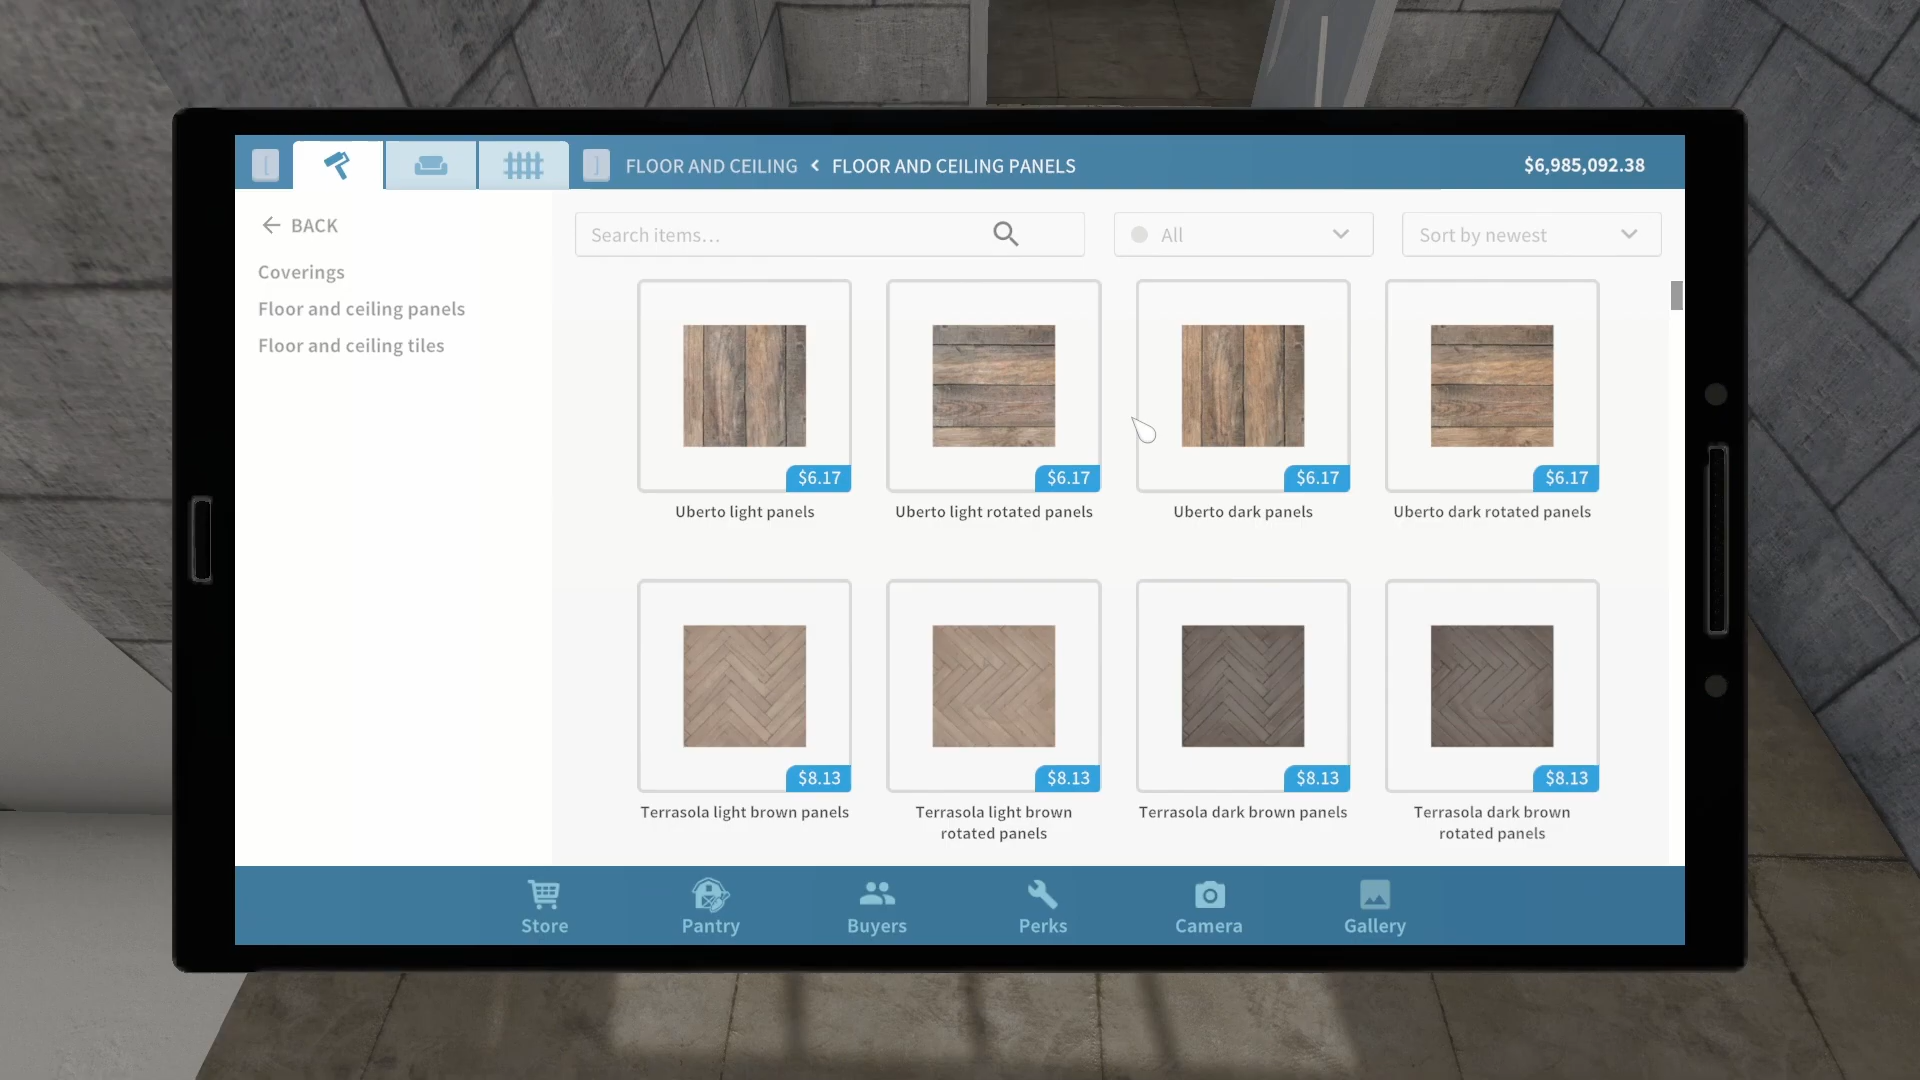 [
]
FLOOR AND CEILING
FLOOR AND CEILING PANELS
$6,985,092.38
BACK
Coverings
Floor and ceiling panels
Floor and ceiling tiles
Search items...
All
Sort by newest
$6.17
$6.17
$6.17
$6.17
Uberto light panels
Uberto light rotated panels
Uberto dark panels
Uberto dark rotated panels
$8.13
$8.13
$8.13
$8.13
Terrasola light brown panels
Terrasola light brown
rotated panels
Terrasola dark brown panels
Terrasola dark brown
rotated panels
Store
Pantry
Buyers
Perks
Camera
Gallery